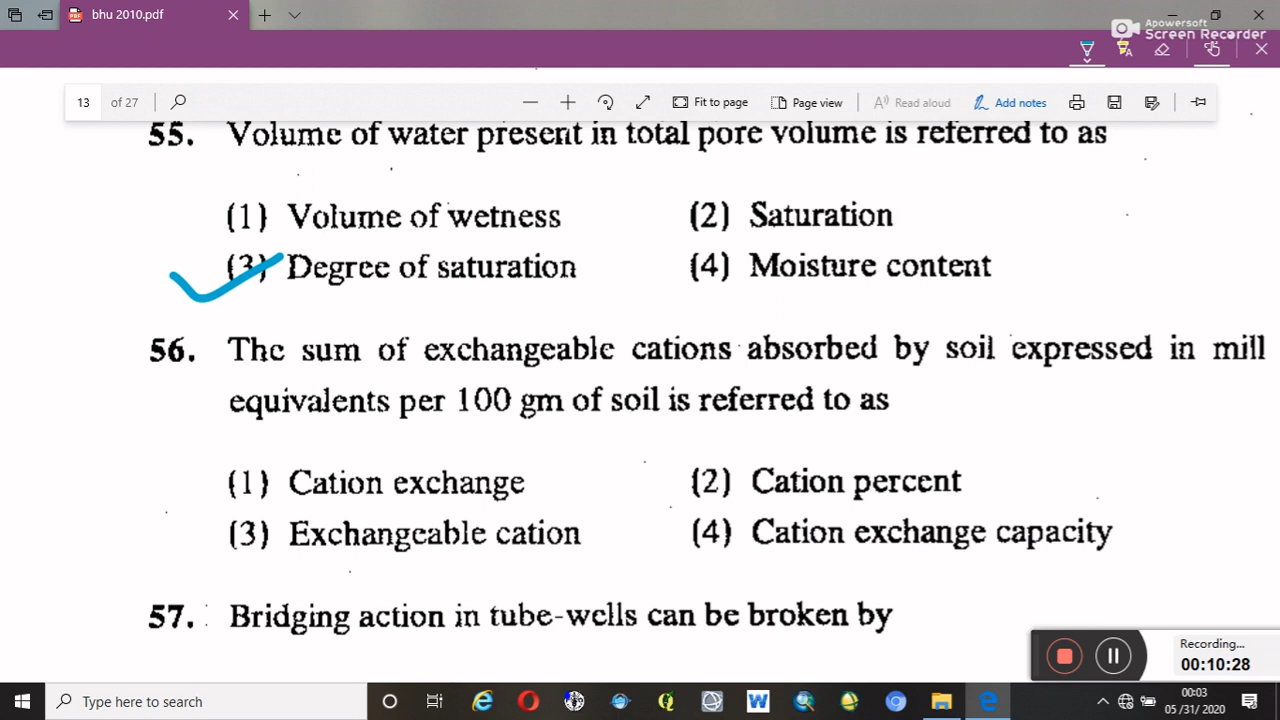 bhu 2010.pdf
Apowersoft
Screen Recorder
13 of 27 Fit to page Page view Read aloud Add notes
55. Volume of water present in total pore volume is referred to as
(1) Volume of wetness (2) Saturation
(3) Degree of saturation (4) Moisture content
56. The sum of exchangeable cations absorbed by soil expressed in mill
equivalents per 100 gm of soil is referred to as
(1) Cation exchange (2) Cation percent
(3) Exchangeable cation (4) Cation exchange capacity
57. Bridging action in tube-wells can be broken by
Recording...
00:10:28
Type here to search
00:03
05/31/2020